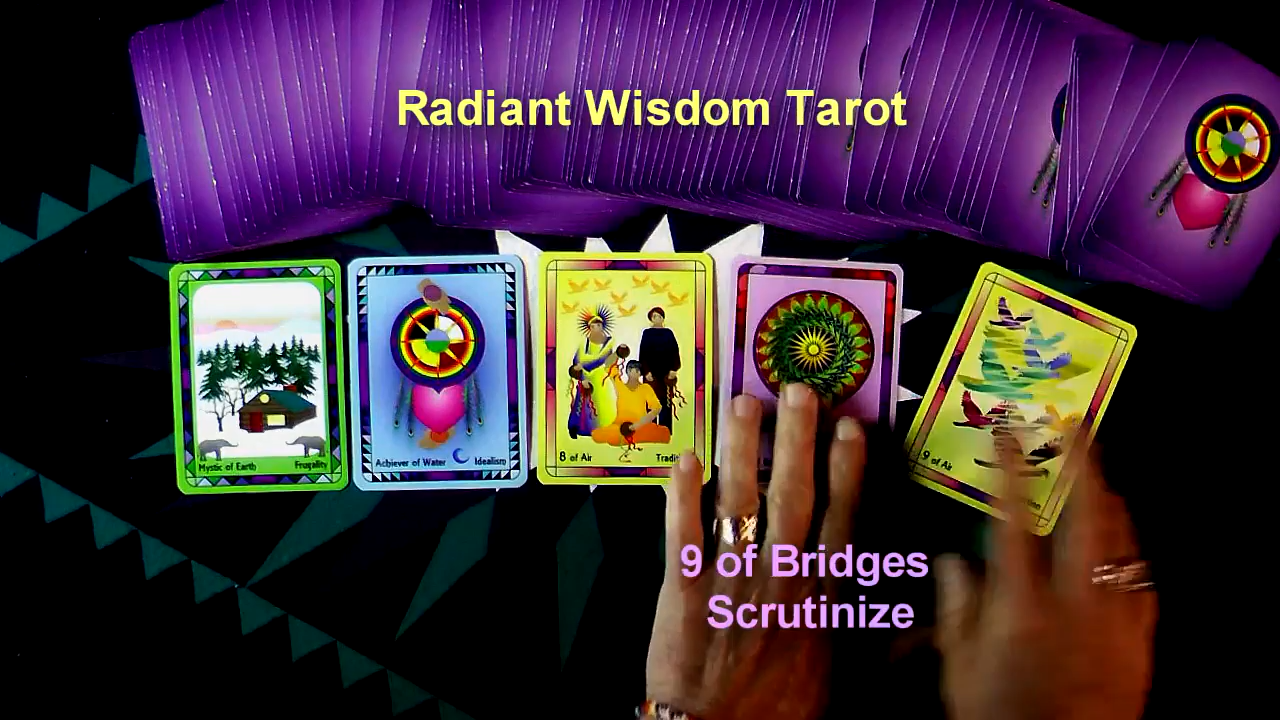 Radiant Wisdom Tarot
Mystic of Earth Frugality
Achiever of Water Idealism
8 of Air
9 of Air
9 of Bridges
Scrutinize